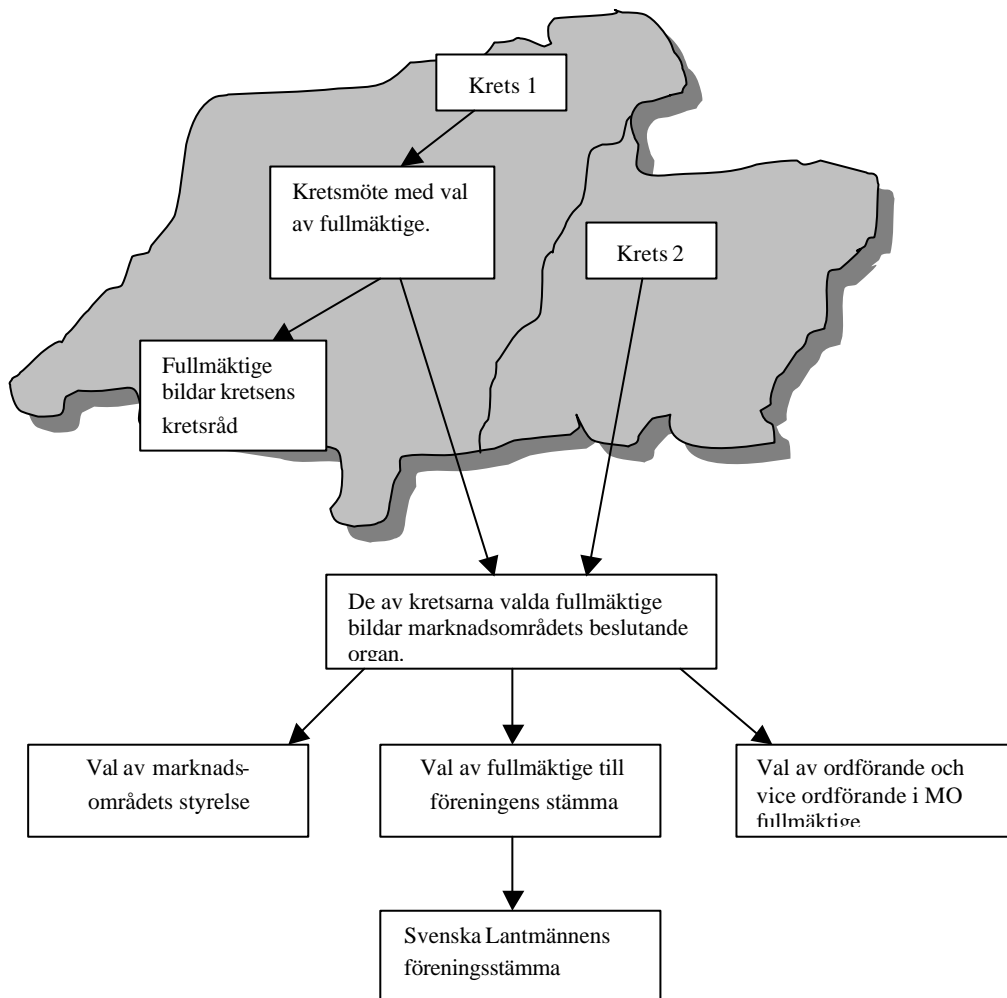 Krets 1
Kretsmöte med val
av fullmäktige.
Krets 2
Fullmäktige
bildar kretsens
kretsråd
De av kretsarna valda fullmäktige
bildar marknadsområdets beslutande
organ.
Val av marknads-
områdets styrelse
Val av fullmäktige till
föreningens stämma
Val av ordförande och
vice ordförande i MO
fullmäktige
Svenska Lantmännens
föreningsstämma